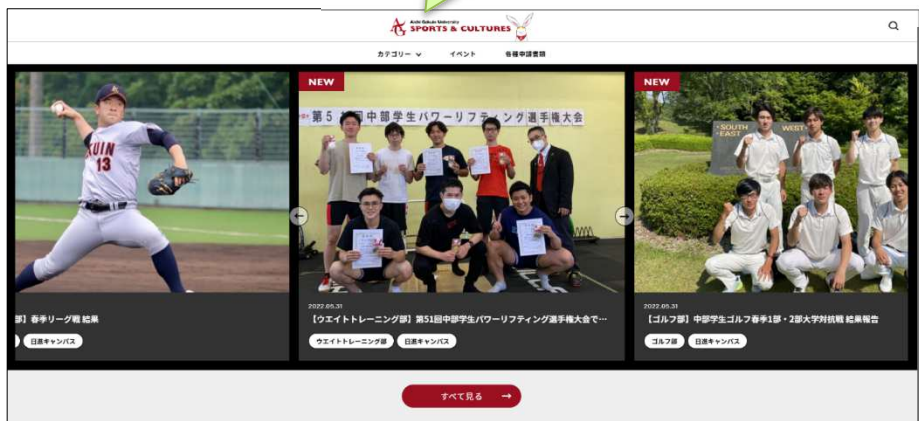 Aichi Gakuin University
SPORTS & CULTURES
カテゴリー
イベント
各種申請書類
KUIN
13
NEW
中部学生パワーリフティング選手権大会
NEW
SOUTH WEST
EAST
部】春季リーグ戦 結果
日進キャンパス
2022.05.31
【ウエイトトレーニング部】第51回中部学生パワーリフティング選手権大会で…
ウエイトトレーニング部 日進キャンパス
2022.05.31
【ゴルフ部】中部学生ゴルフ春季1部・2部大学対抗戦 結果報告
ゴルフ部 日進キャンパス
すべて見る